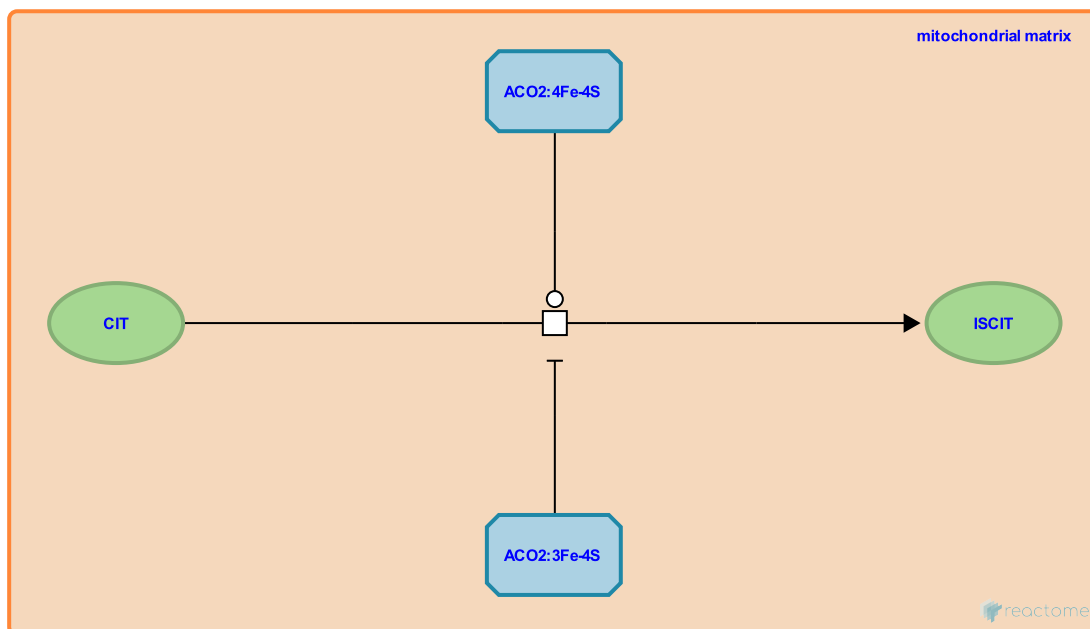 mitochondrial matrix
ACO2:4Fe-4S
CIT
ISCIT
ACO2:3Fe-4S
reactome